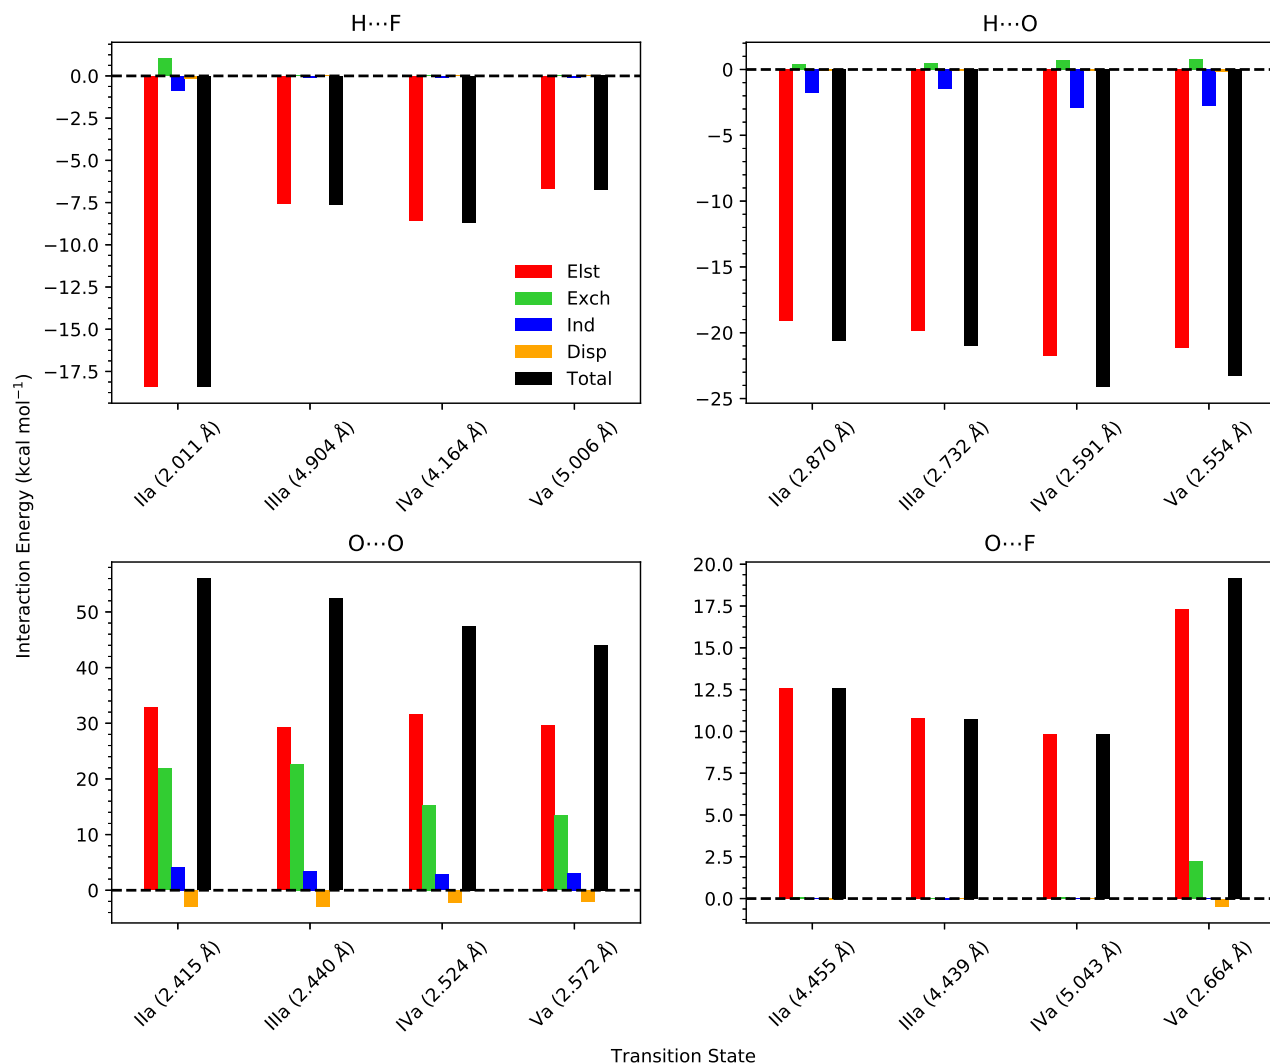 H···F
0.0
−2.5
−5.0
−7.5
−10.0
−12.5
−15.0
−17.5
Elst
Exch
Ind
Disp
Total
IIa (2.011 Å)
IIIa (4.904 Å)
IVa (4.164 Å)
Va (5.006 Å)
H···O
0
−5
−10
−15
−20
−25
IIa (2.870 Å)
IIIa (2.732 Å)
IVa (2.591 Å)
Va (2.554 Å)
Interaction Energy (kcal mol⁻¹)
O···O
50
40
30
20
10
0
IIa (2.415 Å)
IIIa (2.440 Å)
IVa (2.524 Å)
Va (2.572 Å)
O···F
20.0
17.5
15.0
12.5
10.0
7.5
5.0
2.5
0.0
IIa (4.455 Å)
IIIa (4.439 Å)
IVa (5.043 Å)
Va (2.664 Å)
Transition State